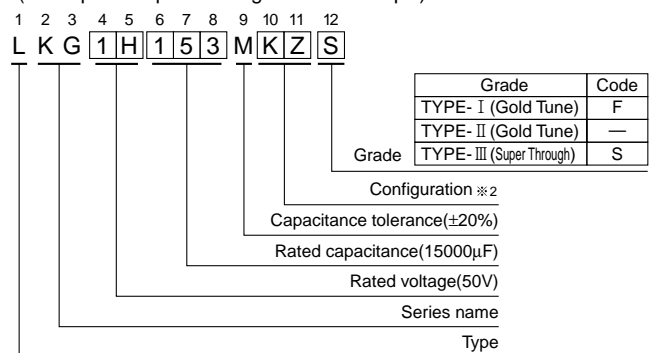 1 2 3 4 5 6 7 8 9 10 11 12
L K G 1 H 1 5 3 M K Z S
Grade Code
TYPE-Ⅰ (Gold Tune) F
TYPE-Ⅱ (Gold Tune) —
Grade TYPE-Ⅲ (Super Through) S
Configuration ※2
Capacitance tolerance(±20%)
Rated capacitance(15000μF)
Rated voltage(50V)
Series name
Type